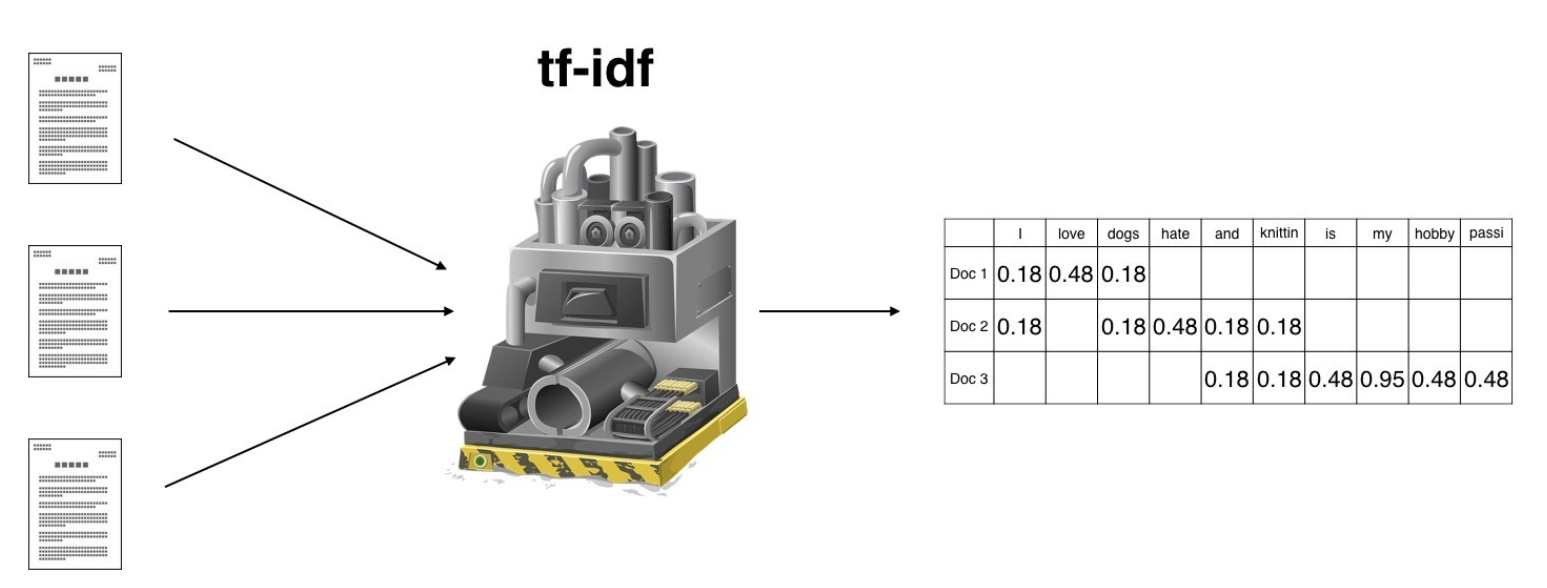 tf-idf
I love dogs hate and knittin is my hobby passi
Doc 1 0.18 0.48 0.18
Doc 2 0.18 0.18 0.48 0.18 0.18
Doc 3 0.18 0.18 0.48 0.95 0.48 0.48